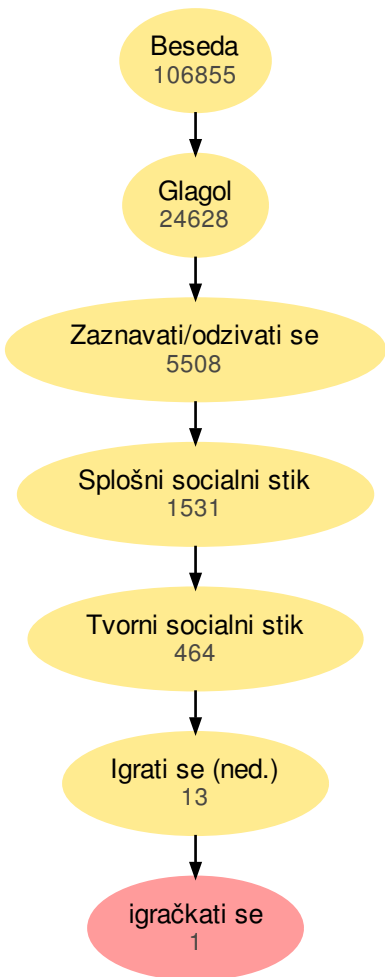 Beseda
106855
Glagol
24628
Zaznavati/odzivati se
5508
Splošni socialni stik
1531
Tvorni socialni stik
464
Igrati se (ned.)
13
igračkati se
1